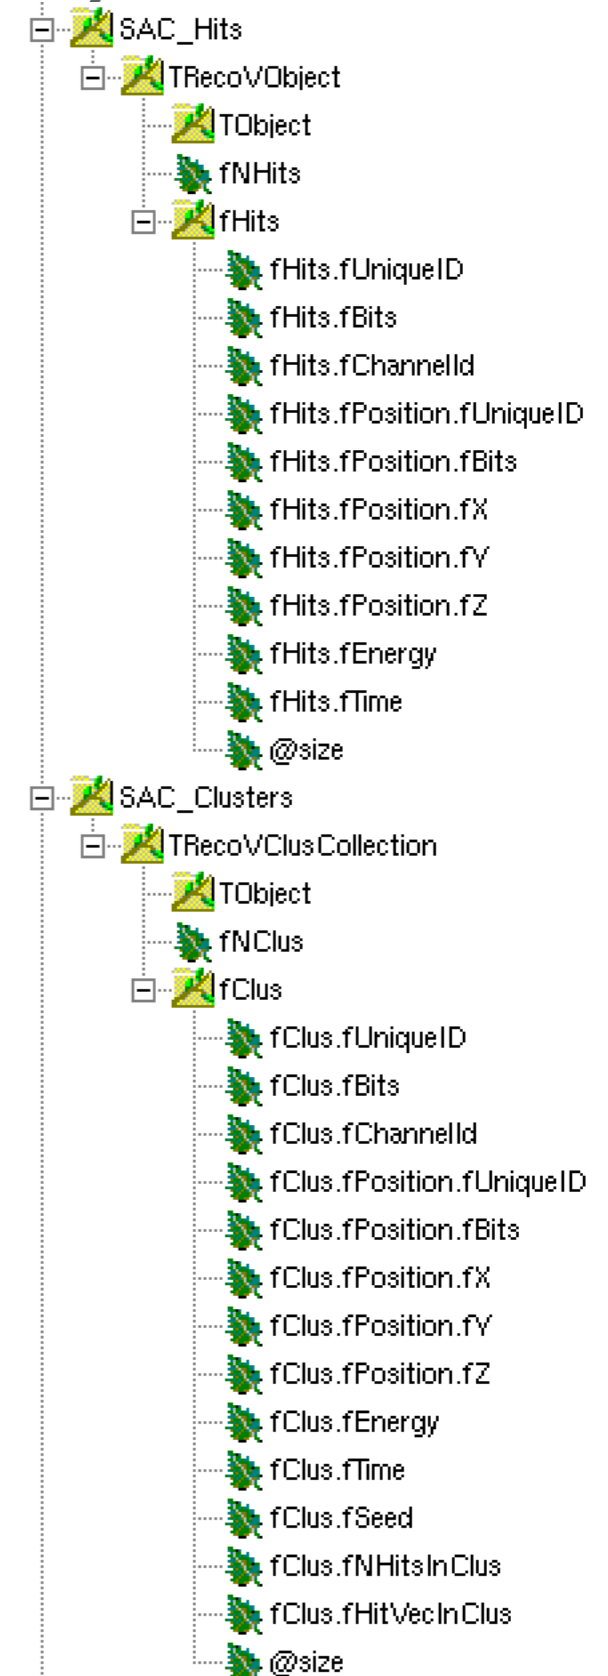 SAC_Hits
TRecoVObject
TObject
fNHits
fHits
fHits.fUniqueID
fHits.fBits
fHits.fChannelId
fHits.fPosition.fUniqueID
fHits.fPosition.fBits
fHits.fPosition.fX
fHits.fPosition.fY
fHits.fPosition.fZ
fHits.fEnergy
fHits.fTime
@size
SAC_Clusters
TRecoVClusCollection
TObject
fNClus
fClus
fClus.fUniqueID
fClus.fBits
fClus.fChannelId
fClus.fPosition.fUniqueID
fClus.fPosition.fBits
fClus.fPosition.fX
fClus.fPosition.fY
fClus.fPosition.fZ
fClus.fEnergy
fClus.fTime
fClus.fSeed
fClus.fNHitsInClus
fClus.fHitVecInClus
@size